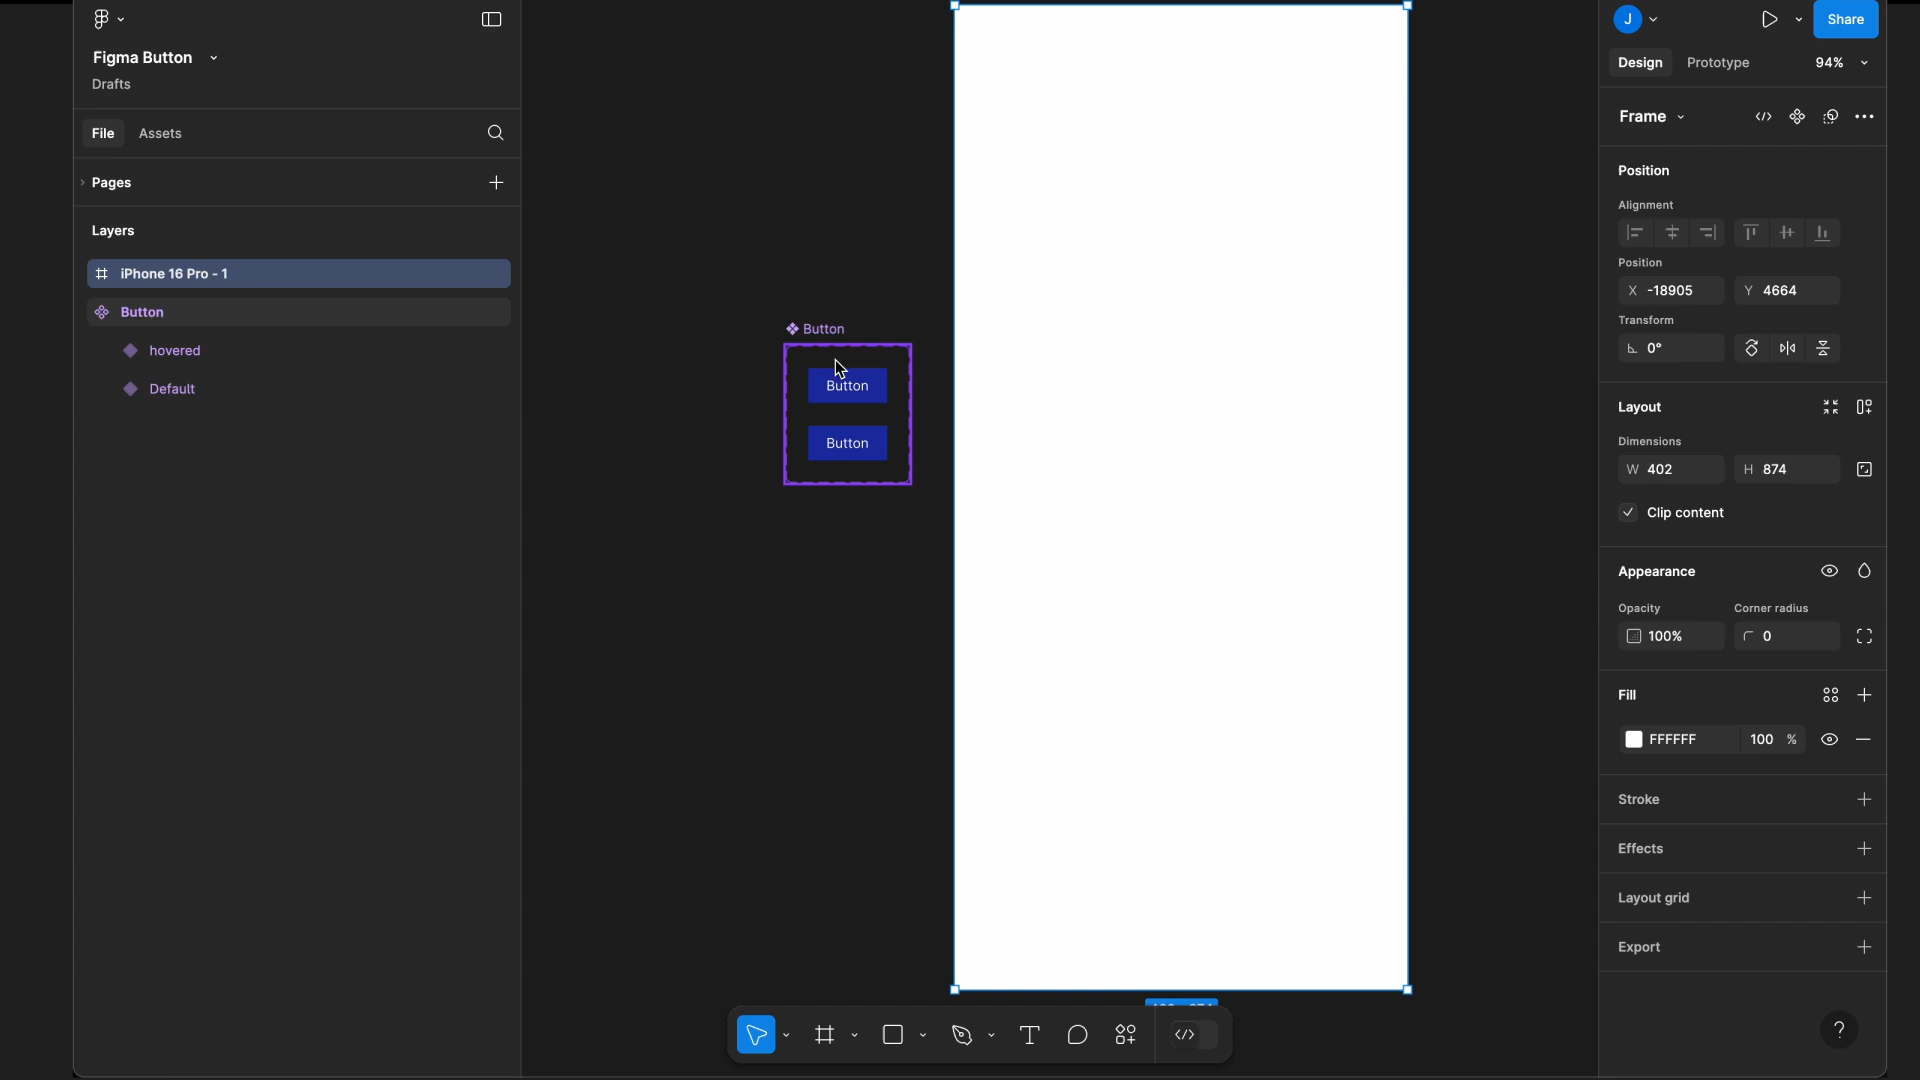 Figma Button
Drafts
File
Assets
Pages
Layers
iPhone 16 Pro - 1
Button
hovered
Default
Button
Button
Button
J
Share
Design
Prototype
94%
Frame
Position
Alignment
Position
X -18905
Y 4664
Transform
0°
Layout
Dimensions
W 402
H 874
Clip content
Appearance
Opacity
Corner radius
100%
0
Fill
FFFFFF
100 %
Stroke
Effects
Layout grid
Export
T
?